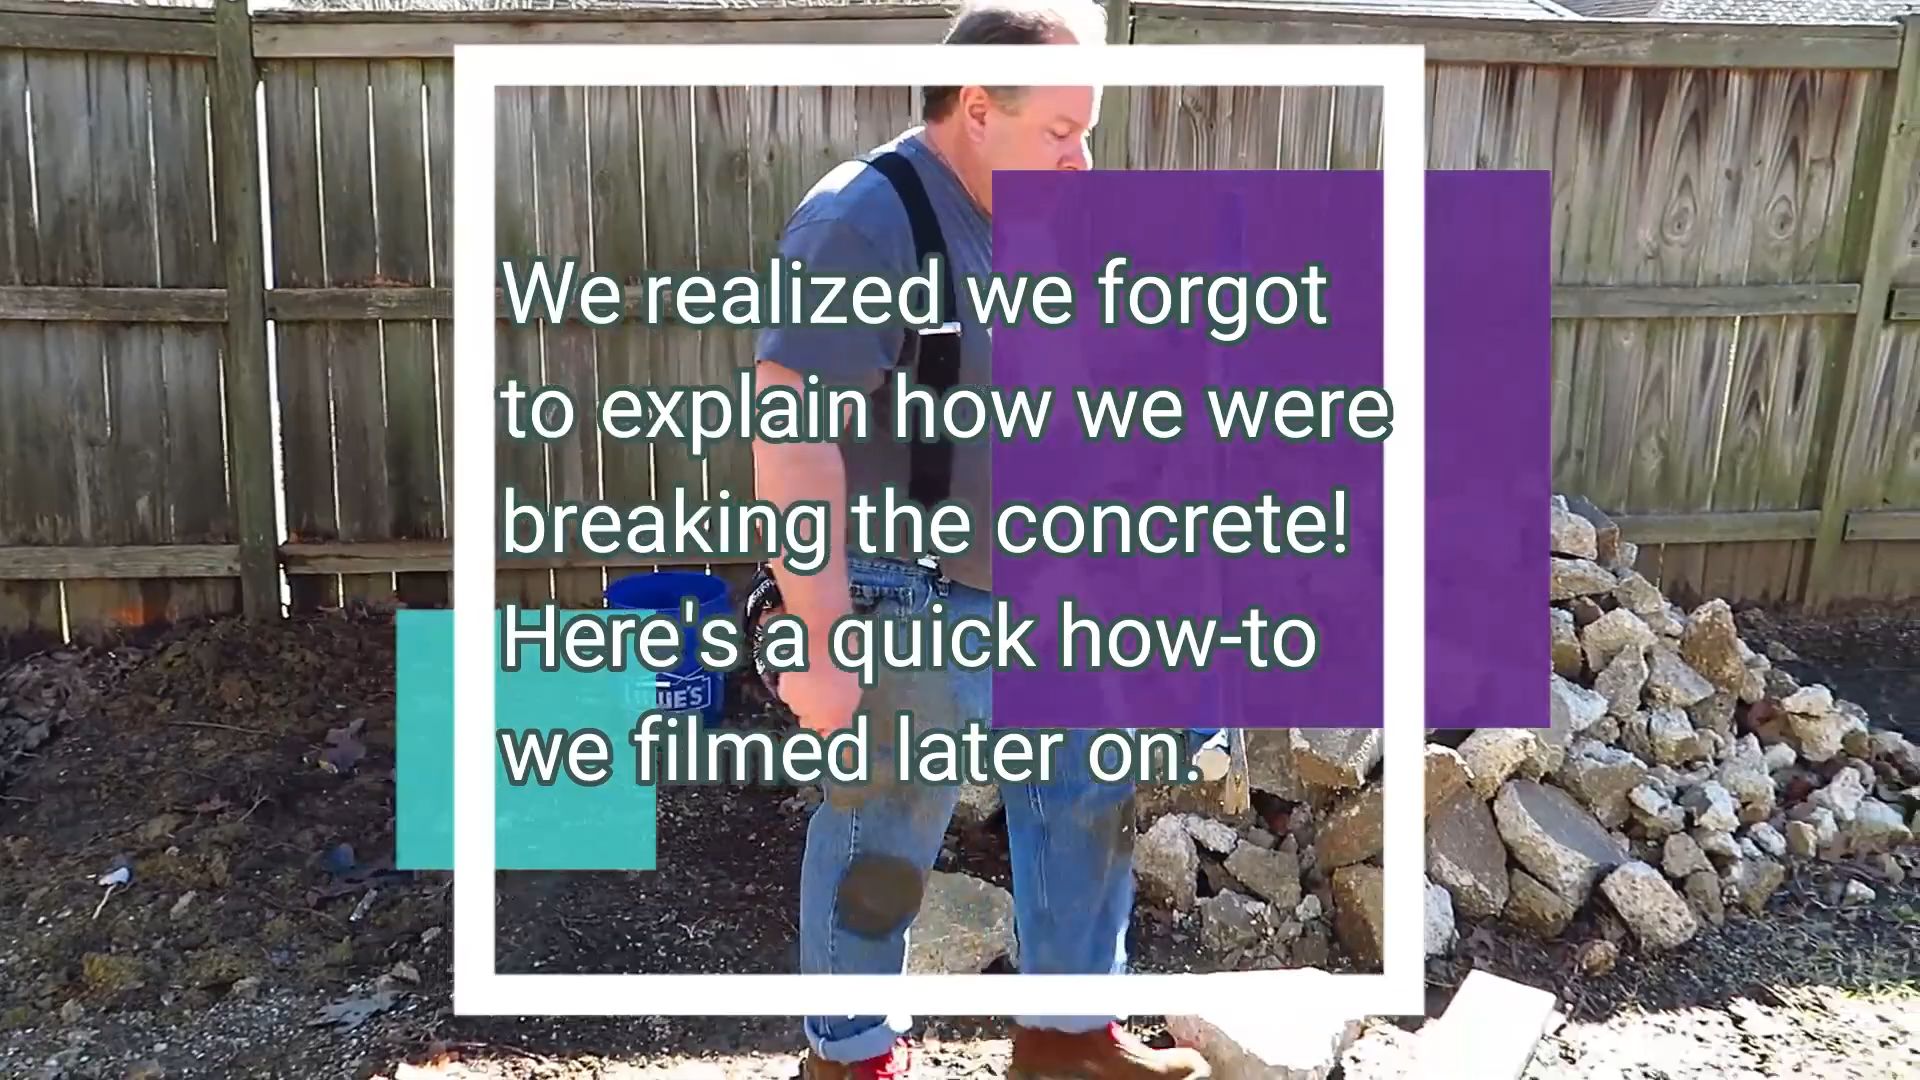 We realized we forgot
to explain how we were
breaking the concrete!
Here's a quick how-to
we filmed later on.
LOWE'S